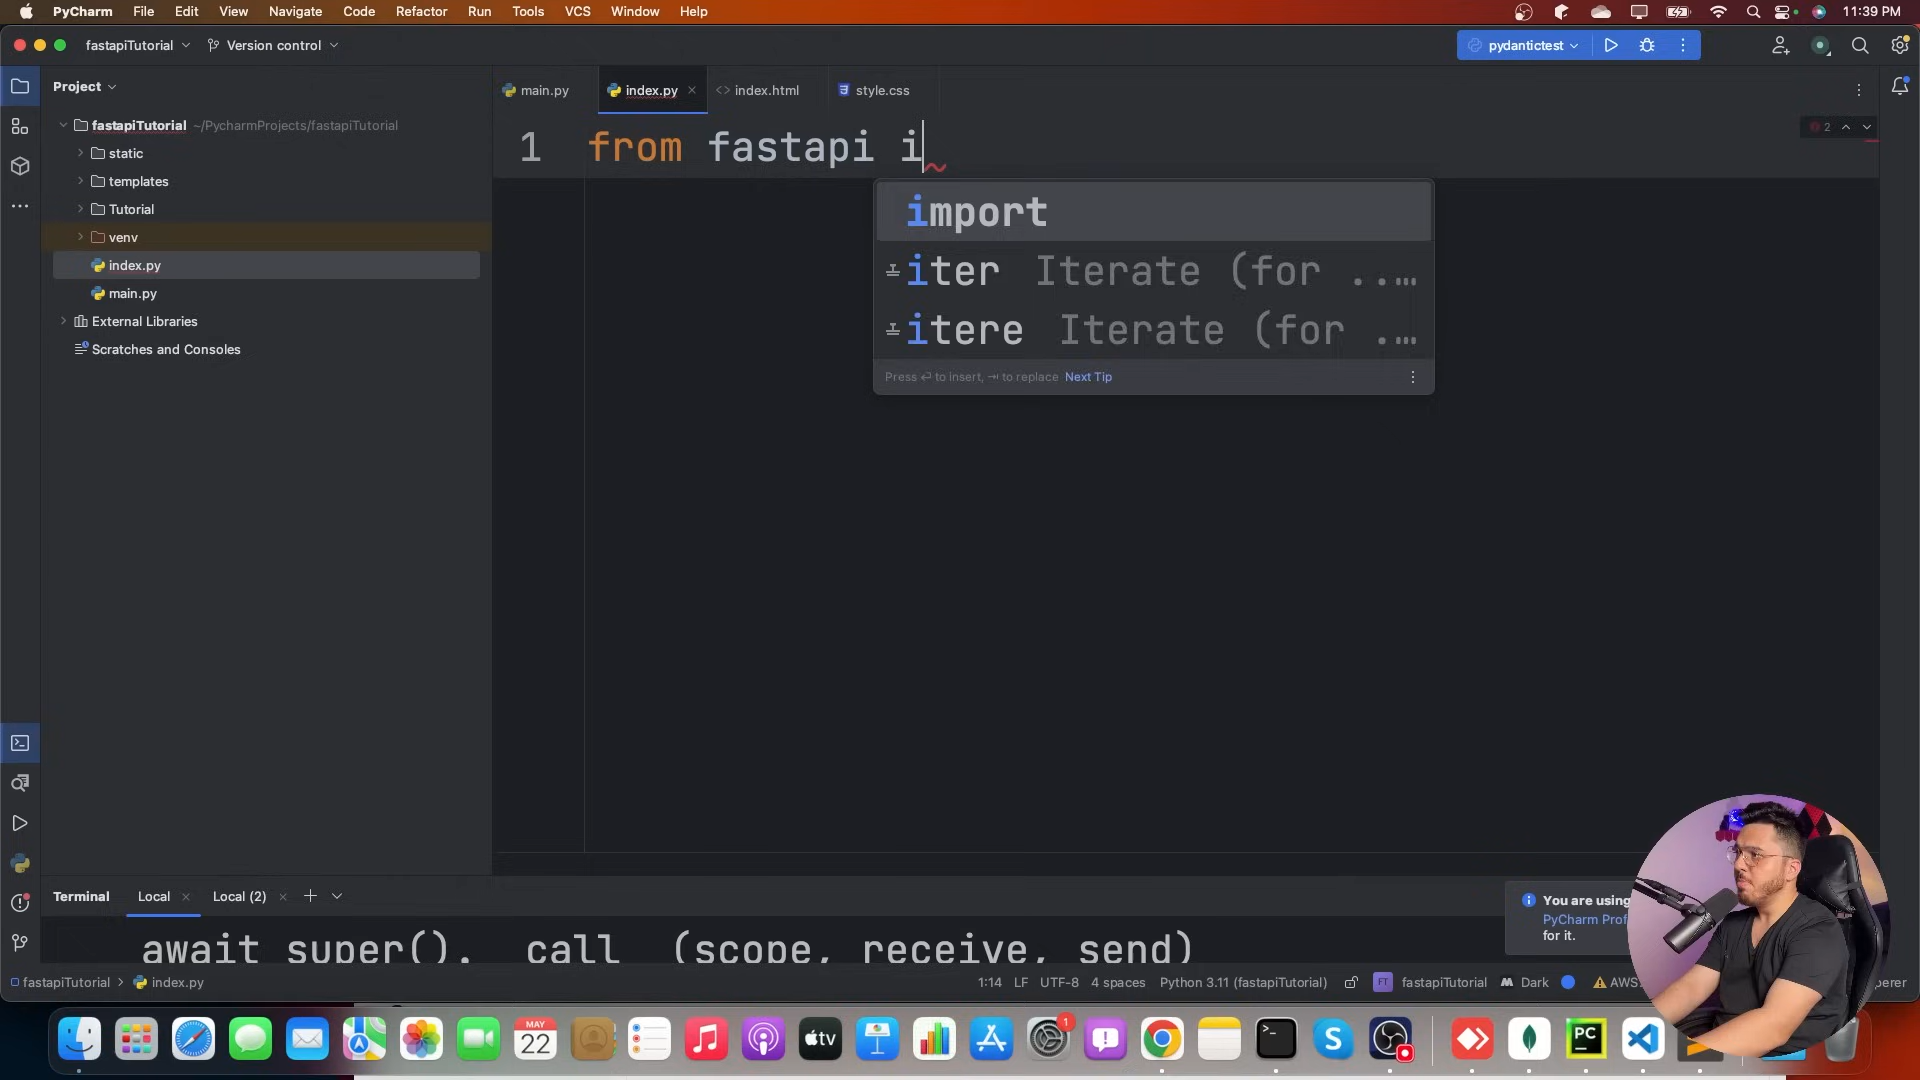 PyCharm File Edit View Navigate Code Refactor Run Tools VCS Window Help 11:39 PM
fastapiTutorial Version control pydantictest
Project
main.py index.py index.html style.css
fastapiTutorial ~/PycharmProjects/fastapiTutorial
static
templates
Tutorial
venv
index.py
main.py
External Libraries
Scratches and Consoles
2
1 from fastapi i
import
iter Iterate (for ..…
itere Iterate (for .…
Press ↵ to insert, ⇥ to replace Next Tip
Terminal Local Local (2)
await super(). call (scope, receive, send)
You are using
PyCharm Prof
for it.
fastapiTutorial index.py 1:14 LF UTF-8 4 spaces Python 3.11 (fastapiTutorial) FT fastapiTutorial Dark AWS
MAY
22
tv
1
S
PC